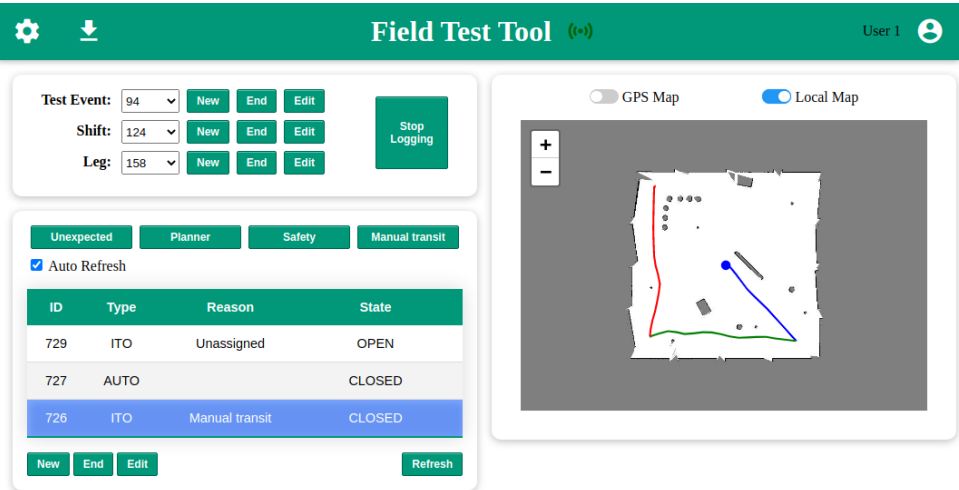 Field Test Tool
User 1
Test Event: 94 New End Edit
Shift: 124 New End Edit
Leg: 158 New End Edit
Stop
Logging
Unexpected Planner Safety Manual transit
Auto Refresh
ID Type Reason State
729 ITO Unassigned OPEN
727 AUTO CLOSED
726 ITO Manual transit CLOSED
New End Edit Refresh
GPS Map Local Map
+
−